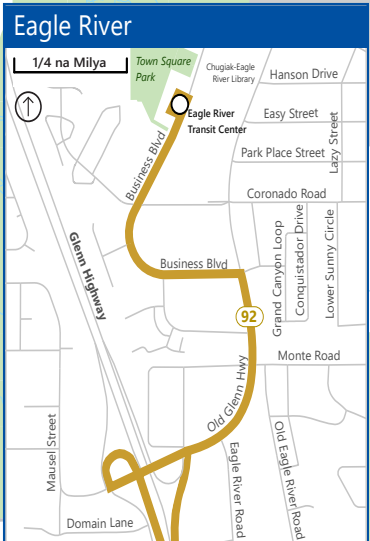 Eagle River
1/4 na Milya
Town Square
Park
Chugiak-Eagle
River Library
Hanson Drive
Eagle River
Transit Center
Easy Street
Lazy Street
Park Place Street
Business Blvd
Coronado Road
Glenn Highway
Business Blvd
Grand Canyon Loop
Conquistador Drive
Lower Sunny Circle
92
Monte Road
Old Glenn Hwy
Mausel Street
Eagle River Road
Old Eagle River Road
Domain Lane